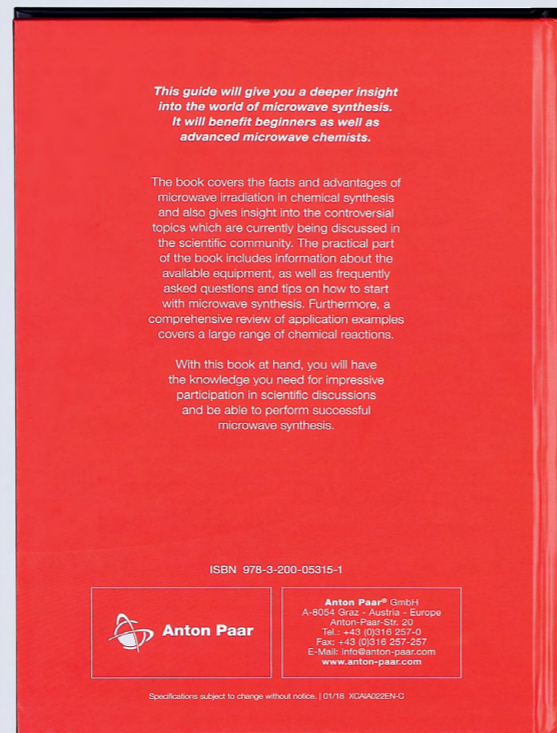 This guide will give you a deeper insight
into the world of microwave synthesis.
It will benefit beginners as well as
advanced microwave chemists.
The book covers the facts and advantages of
microwave irradiation in chemical synthesis
and also gives insight into the controversial
topics which are currently being discussed in
the scientific community. The practical part
of the book includes information about the
available equipment, as well as frequently
asked questions and tips on how to start
with microwave synthesis. Furthermore, a
comprehensive review of application examples
covers a large range of chemical reactions.
With this book at hand, you will have
the knowledge you need for impressive
participation in scientific discussions
and be able to perform successful
microwave synthesis.
ISBN 978-3-200-05315-1
Anton Paar
Anton Paar® GmbH
A-8054 Graz - Austria - Europe
Anton-Paar-Str. 20
Tel.: +43 (0)316 257-0
Fax: +43 (0)316 257-257
E-Mail: info@anton-paar.com
www.anton-paar.com
Specifications subject to change without notice. | 01/18 XCAIA022EN-C